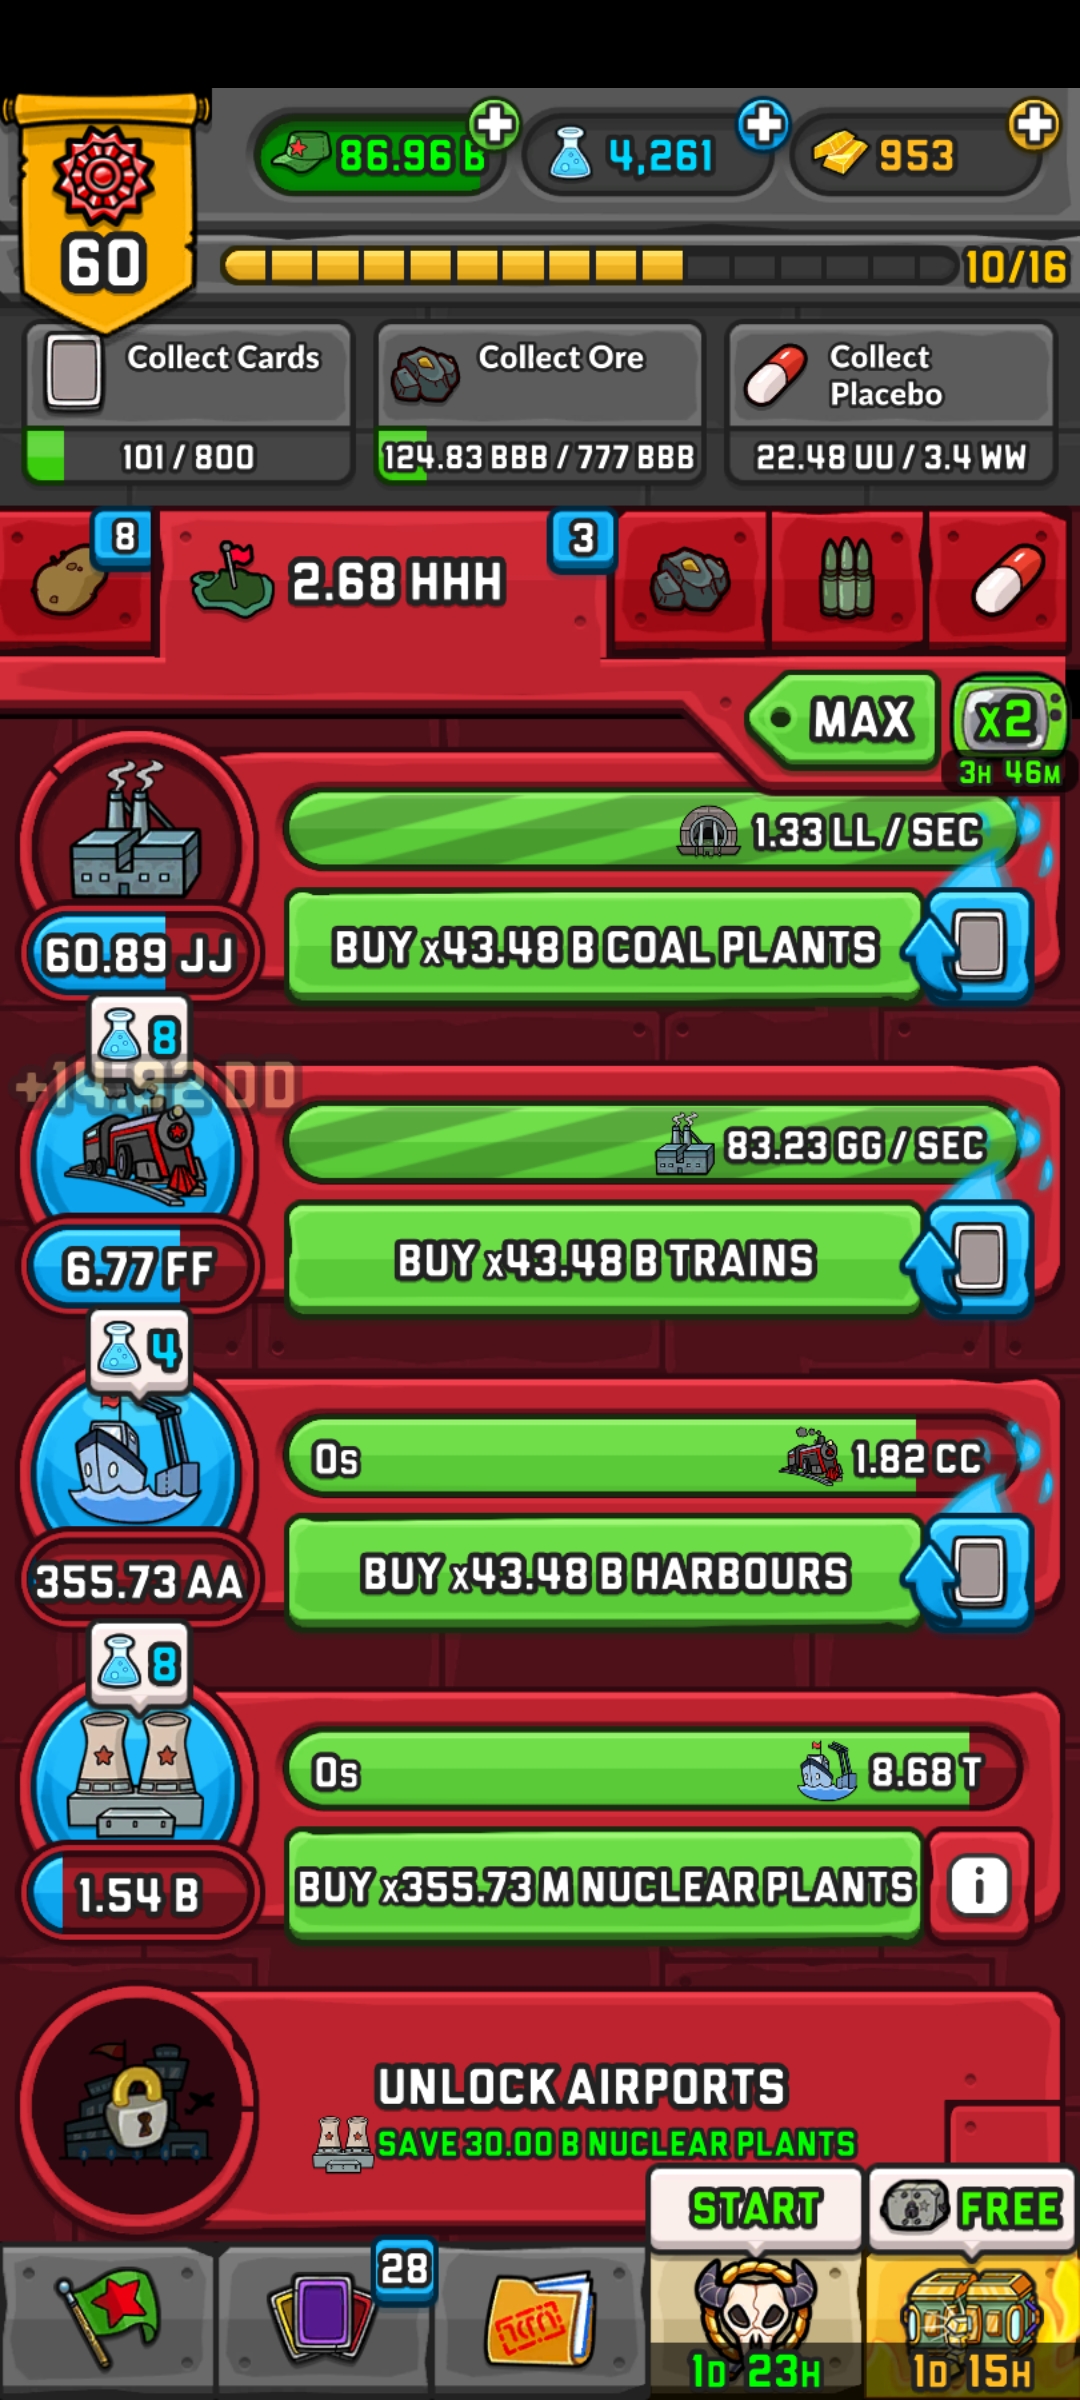 86.96 B
4,261
953
60
10/16
Collect Cards
101 / 800
Collect Ore
124.83 BBB / 777 BBB
Collect
Placebo
22.48 UU / 3.4 WW
8
2.68 HHH
3
MAX
x2
3H 46M
1.33 LL / SEC
60.89 JJ
BUY x43.48 B COAL PLANTS
8
+14.92 DD
83.23 GG / SEC
6.77 FF
BUY x43.48 B TRAINS
4
0s
1.82 CC
355.73 AA
BUY x43.48 B HARBOURS
8
0s
8.68 T
1.54 B
BUY x355.73 M NUCLEAR PLANTS
i
UNLOCK AIRPORTS
SAVE 30.00 B NUCLEAR PLANTS
START
FREE
28
1D 23H
1D 15H